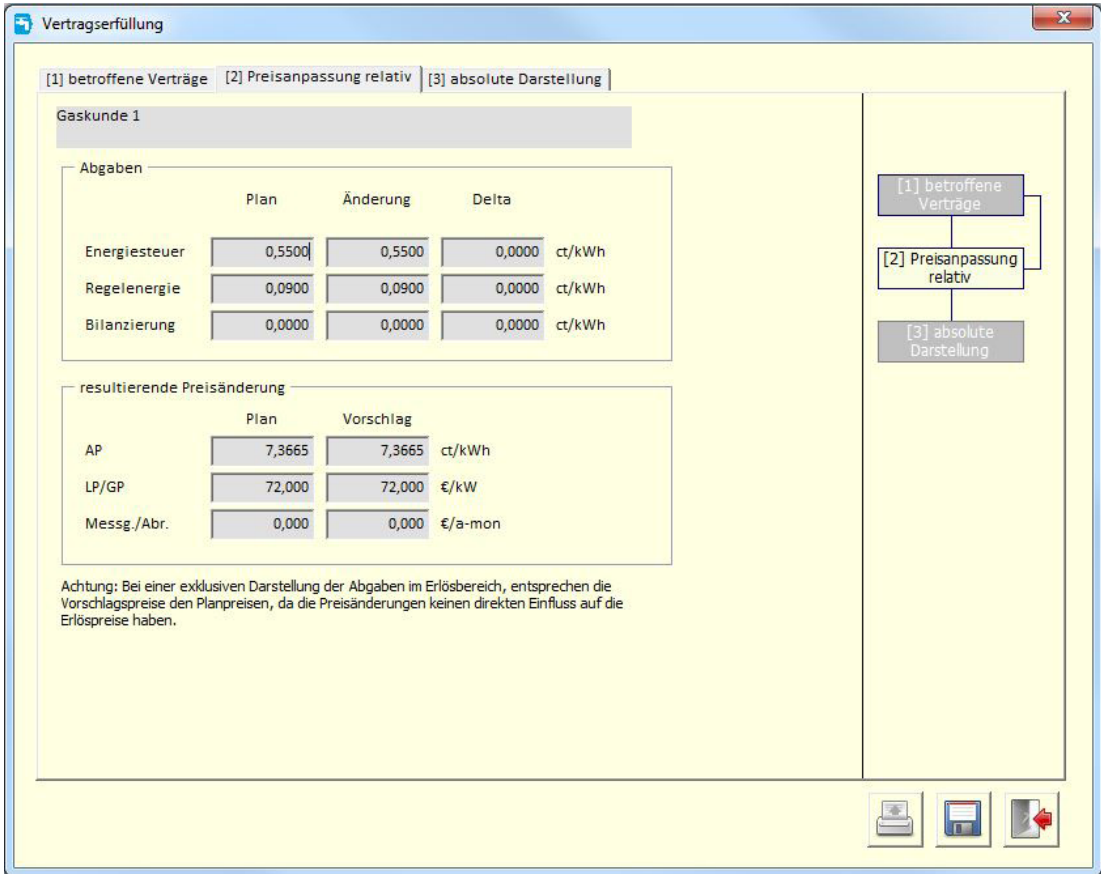 Vertragserfüllung
[1] betroffene Verträge [2] Preisanpassung relativ [3] absolute Darstellung
Gaskunde 1
Abgaben
Plan Änderung Delta
Energiesteuer 0,5500 0,5500 0,0000 ct/kWh
Regelenergie 0,0900 0,0900 0,0000 ct/kWh
Bilanzierung 0,0000 0,0000 0,0000 ct/kWh
resultierende Preisänderung
Plan Vorschlag
AP 7,3665 7,3665 ct/kWh
LP/GP 72,000 72,000 €/kW
Messg./Abr. 0,000 0,000 €/a-mon
Achtung: Bei einer exklusiven Darstellung der Abgaben im Erlösbereich, entsprechen die
Vorschlagspreise den Planpreisen, da die Preisänderungen keinen direkten Einfluss auf die
Erlöspreise haben.
[1] betroffene
Verträge
[2] Preisanpassung
relativ
[3] absolute
Darstellung